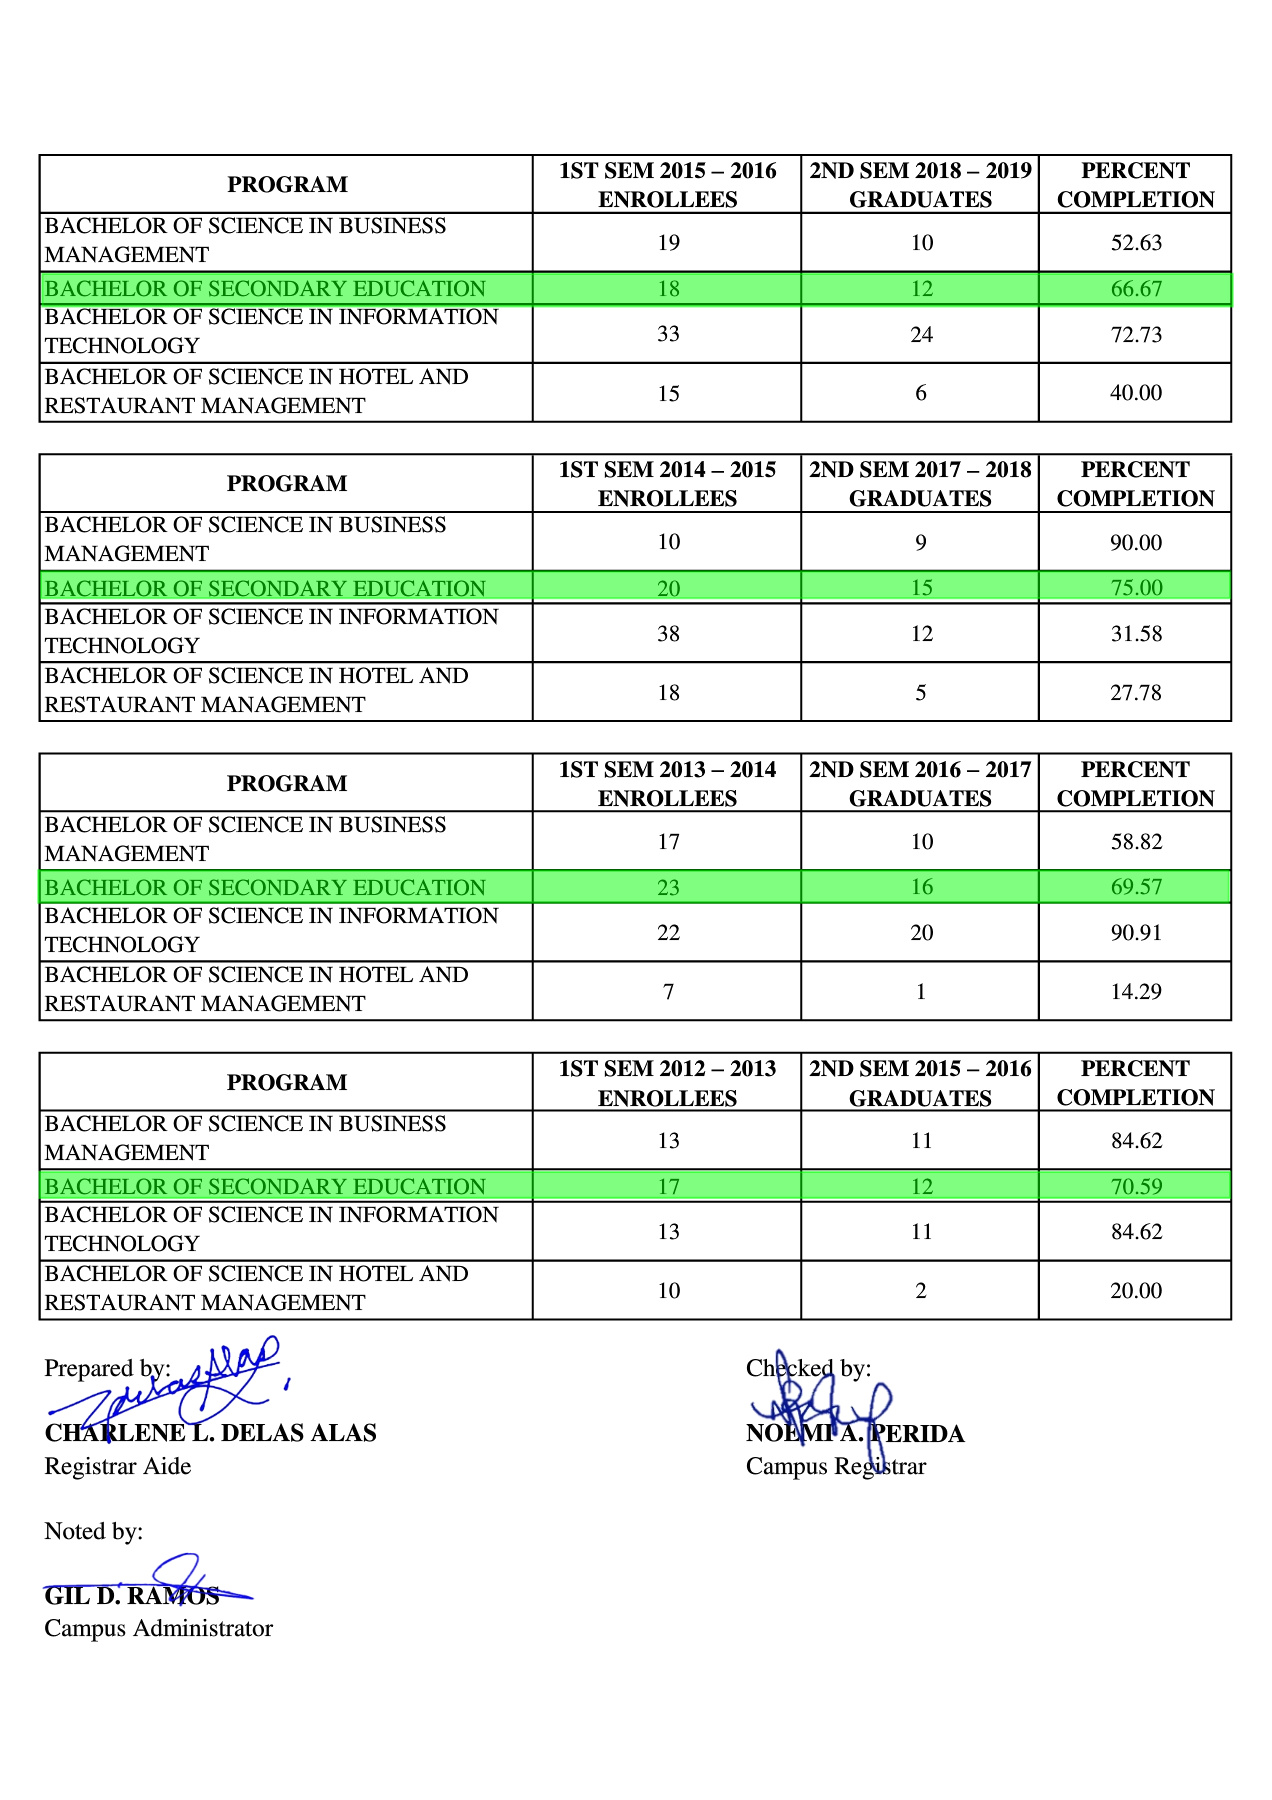 PROGRAM 1ST SEM 2015 – 2016 ENROLLEES 2ND SEM 2018 – 2019 GRADUATES PERCENT COMPLETION
BACHELOR OF SCIENCE IN BUSINESS MANAGEMENT 19 10 52.63
BACHELOR OF SECONDARY EDUCATION 18 12 66.67
BACHELOR OF SCIENCE IN INFORMATION TECHNOLOGY 33 24 72.73
BACHELOR OF SCIENCE IN HOTEL AND RESTAURANT MANAGEMENT 15 6 40.00
PROGRAM 1ST SEM 2014 – 2015 ENROLLEES 2ND SEM 2017 – 2018 GRADUATES PERCENT COMPLETION
BACHELOR OF SCIENCE IN BUSINESS MANAGEMENT 10 9 90.00
BACHELOR OF SECONDARY EDUCATION 20 15 75.00
BACHELOR OF SCIENCE IN INFORMATION TECHNOLOGY 38 12 31.58
BACHELOR OF SCIENCE IN HOTEL AND RESTAURANT MANAGEMENT 18 5 27.78
PROGRAM 1ST SEM 2013 – 2014 ENROLLEES 2ND SEM 2016 – 2017 GRADUATES PERCENT COMPLETION
BACHELOR OF SCIENCE IN BUSINESS MANAGEMENT 17 10 58.82
BACHELOR OF SECONDARY EDUCATION 23 16 69.57
BACHELOR OF SCIENCE IN INFORMATION TECHNOLOGY 22 20 90.91
BACHELOR OF SCIENCE IN HOTEL AND RESTAURANT MANAGEMENT 7 1 14.29
PROGRAM 1ST SEM 2012 – 2013 ENROLLEES 2ND SEM 2015 – 2016 GRADUATES PERCENT COMPLETION
BACHELOR OF SCIENCE IN BUSINESS MANAGEMENT 13 11 84.62
BACHELOR OF SECONDARY EDUCATION 17 12 70.59
BACHELOR OF SCIENCE IN INFORMATION TECHNOLOGY 13 11 84.62
BACHELOR OF SCIENCE IN HOTEL AND RESTAURANT MANAGEMENT 10 2 20.00
Prepared by: Checked by:
CHARLENE L. DELAS ALAS NOEMI A. PERIDA
Registrar Aide Campus Registrar
Noted by:
GIL D. RAMOS
Campus Administrator